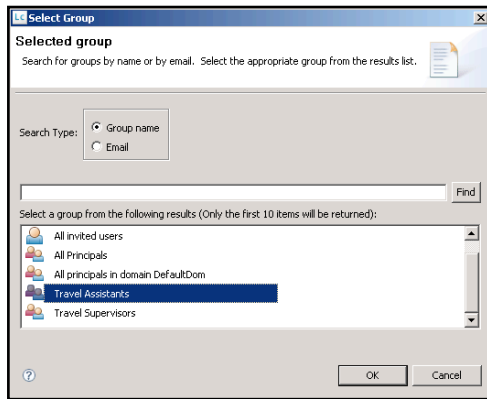 LC Select Group
Selected group
Search for groups by name or by email. Select the appropriate group from the results list.
Search Type:
Group name
Email
Find
Select a group from the following results (Only the first 10 items will be returned):
All invited users
All Principals
All principals in domain DefaultDom
Travel Assistants
Travel Supervisors
?
OK Cancel